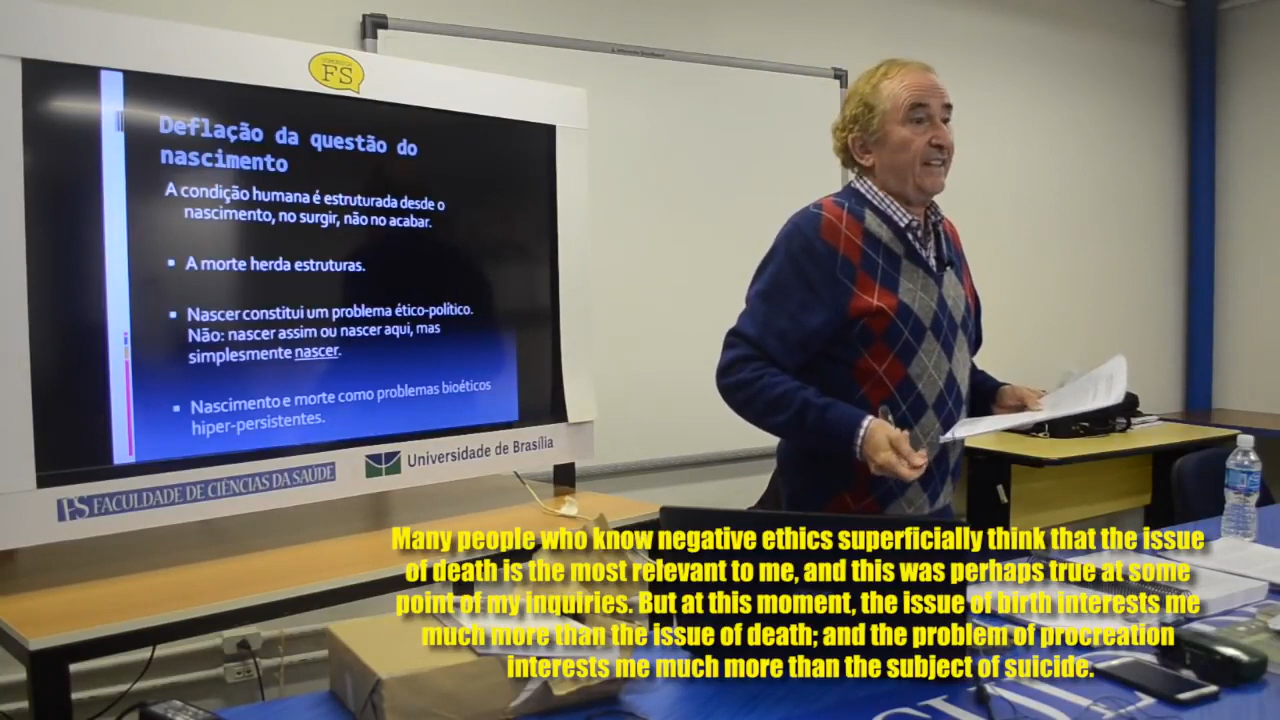 FS
Deflação da questão do
nascimento
A condição humana é estruturada desde o
nascimento, no surgir, não no acabar.
▪ A morte herda estruturas.
▪ Nascer constitui um problema ético-político.
Não: nascer assim ou nascer aqui, mas
simplesmente nascer.
▪ Nascimento e morte como problemas bioéticos
hiper-persistentes.
FS FACULDADE DE CIÊNCIAS DA SAÚDE
Universidade de Brasília
Many people who know negative ethics superficially think that the issue
of death is the most relevant to me, and this was perhaps true at some
point of my inquiries. But at this moment, the issue of birth interests me
much more than the issue of death; and the problem of procreation
interests me much more than the subject of suicide.